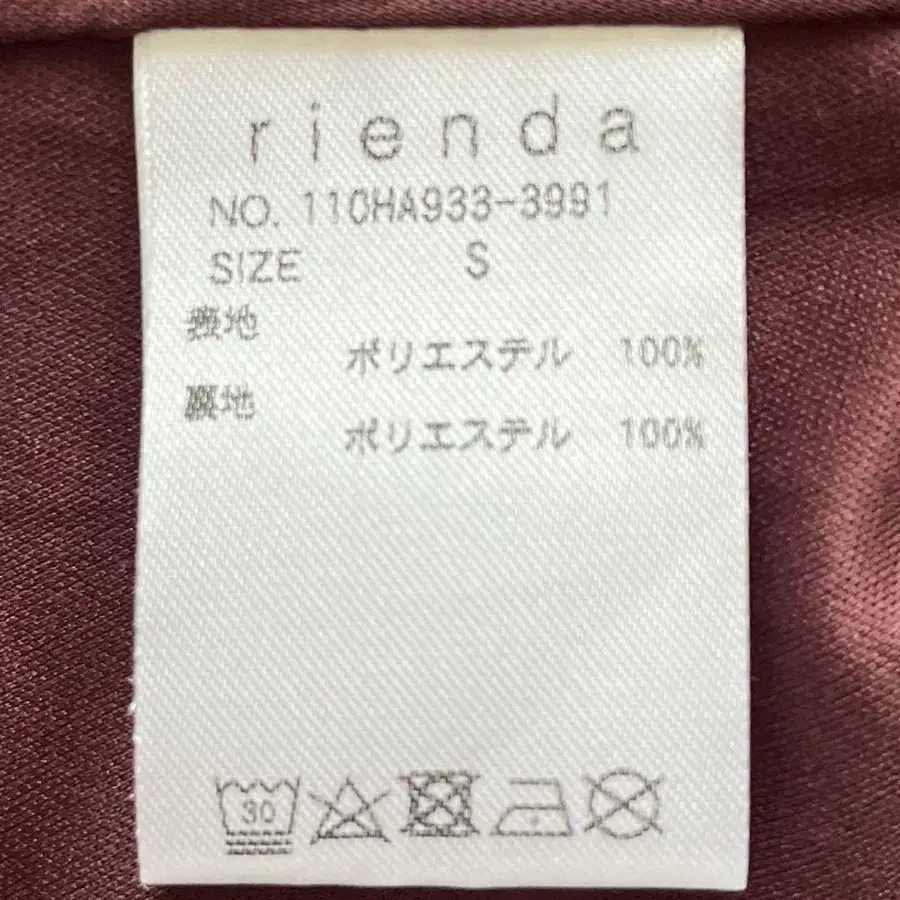 rienda
NO. 110HA933-3991
SIZE S
表地
ポリエステル 100%
裏地
ポリエステル 100%
30